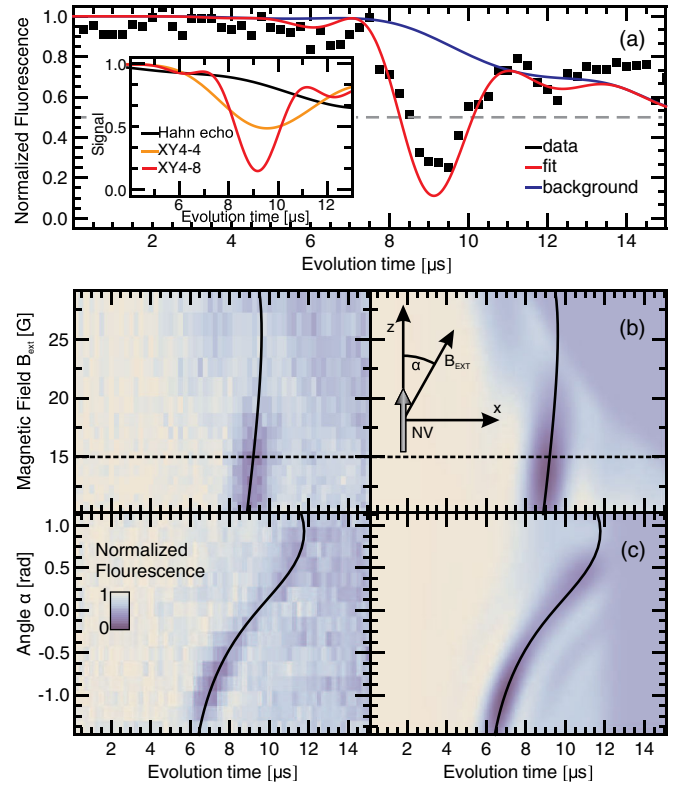 Normalized Fluorescence
1.0
0.8
0.6
0.4
0.2
0.0
(a)
data
fit
background
1.0
0.5
0.0
Signal
Hahn echo
XY4-4
XY4-8
4 6 8 10 12
Evolution time [μs]
2 4 6 8 10 12 14
Evolution time [μs]
Magnetic Field Bext [G]
25
20
15
(b)
z
α
BEXT
x
NV
Angle α [rad]
1.0
0.5
0.0
-0.5
-1.0
Normalized
Flourescence
1
0
(c)
2 4 6 8 10 12 14
2 4 6 8 10 12 14
Evolution time [μs]
Evolution time [μs]